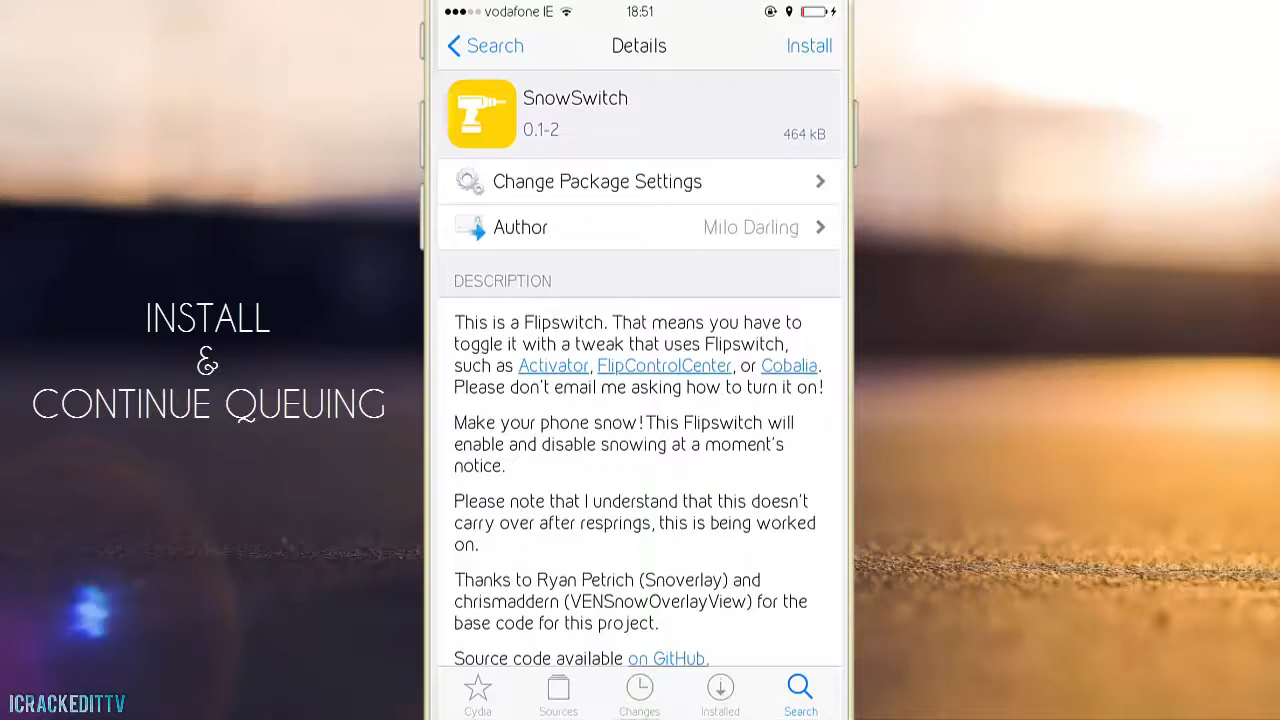 vodafone IE
18:51
Search
Details
Install
SnowSwitch
0.1-2
464 kB
Change Package Settings
Author
Milo Darling
DESCRIPTION
This is a Flipswitch. That means you have to
toggle it with a tweak that uses Flipswitch,
such as Activator, FlipControlCenter, or Cobalia.
Please don't email me asking how to turn it on!
Make your phone snow! This Flipswitch will
enable and disable snowing at a moment's
notice.
Please note that I understand that this doesn't
carry over after resprings, this is being worked
on.
Thanks to Ryan Petrich (Snoverlay) and
chrismaddern (VENSnowOverlayView) for the
base code for this project.
Source code available on GitHub.
Cydia
Sources
Changes
Installed
Search
INSTALL
&
CONTINUE QUEUING
ICRACKEDITTV